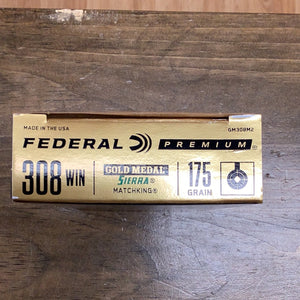 MADE IN THE USA
GM308M2
FEDERAL PREMIUM®
308 WIN
GOLD MEDAL®
SIERRA®
MATCHKING®
175
GRAIN